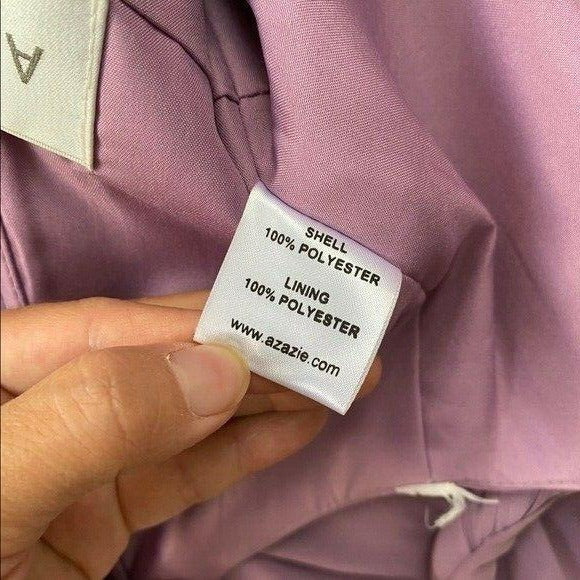 A
SHELL
100% POLYESTER
LINING
100% POLYESTER
www.azazie.com